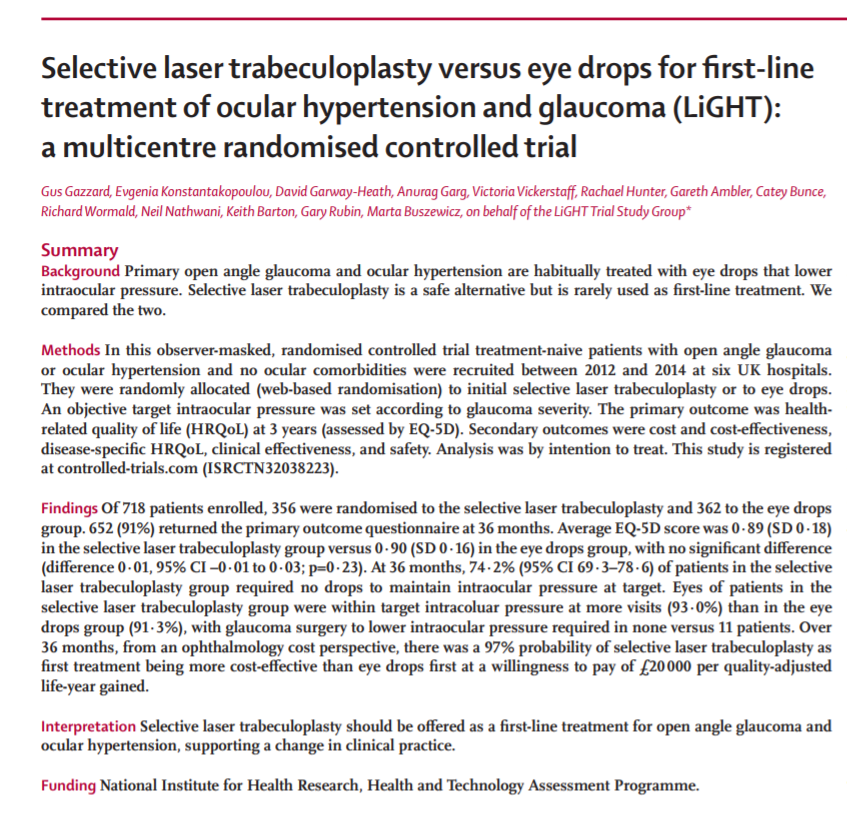 Selective laser trabeculoplasty versus eye drops for first-line
treatment of ocular hypertension and glaucoma (LiGHT):
a multicentre randomised controlled trial
Gus Gazzard, Evgenia Konstantakopoulou, David Garway-Heath, Anurag Garg, Victoria Vickerstaff, Rachael Hunter, Gareth Ambler, Catey Bunce,
Richard Wormald, Neil Nathwani, Keith Barton, Gary Rubin, Marta Buszewicz, on behalf of the LiGHT Trial Study Group*
Summary
Background Primary open angle glaucoma and ocular hypertension are habitually treated with eye drops that lower
intraocular pressure. Selective laser trabeculoplasty is a safe alternative but is rarely used as first-line treatment. We
compared the two.
Methods In this observer-masked, randomised controlled trial treatment-naive patients with open angle glaucoma
or ocular hypertension and no ocular comorbidities were recruited between 2012 and 2014 at six UK hospitals.
They were randomly allocated (web-based randomisation) to initial selective laser trabeculoplasty or to eye drops.
An objective target intraocular pressure was set according to glaucoma severity. The primary outcome was health-
related quality of life (HRQoL) at 3 years (assessed by EQ-5D). Secondary outcomes were cost and cost-effectiveness,
disease-specific HRQoL, clinical effectiveness, and safety. Analysis was by intention to treat. This study is registered
at controlled-trials.com (ISRCTN32038223).
Findings Of 718 patients enrolled, 356 were randomised to the selective laser trabeculoplasty and 362 to the eye drops
group. 652 (91%) returned the primary outcome questionnaire at 36 months. Average EQ-5D score was 0·89 (SD 0·18)
in the selective laser trabeculoplasty group versus 0·90 (SD 0·16) in the eye drops group, with no significant difference
(difference 0·01, 95% CI –0·01 to 0·03; p=0·23). At 36 months, 74·2% (95% CI 69·3–78·6) of patients in the selective
laser trabeculoplasty group required no drops to maintain intraocular pressure at target. Eyes of patients in the
selective laser trabeculoplasty group were within target intracoluar pressure at more visits (93·0%) than in the eye
drops group (91·3%), with glaucoma surgery to lower intraocular pressure required in none versus 11 patients. Over
36 months, from an ophthalmology cost perspective, there was a 97% probability of selective laser trabeculoplasty as
first treatment being more cost-effective than eye drops first at a willingness to pay of £20 000 per quality-adjusted
life-year gained.
Interpretation Selective laser trabeculoplasty should be offered as a first-line treatment for open angle glaucoma and
ocular hypertension, supporting a change in clinical practice.
Funding National Institute for Health Research, Health and Technology Assessment Programme.